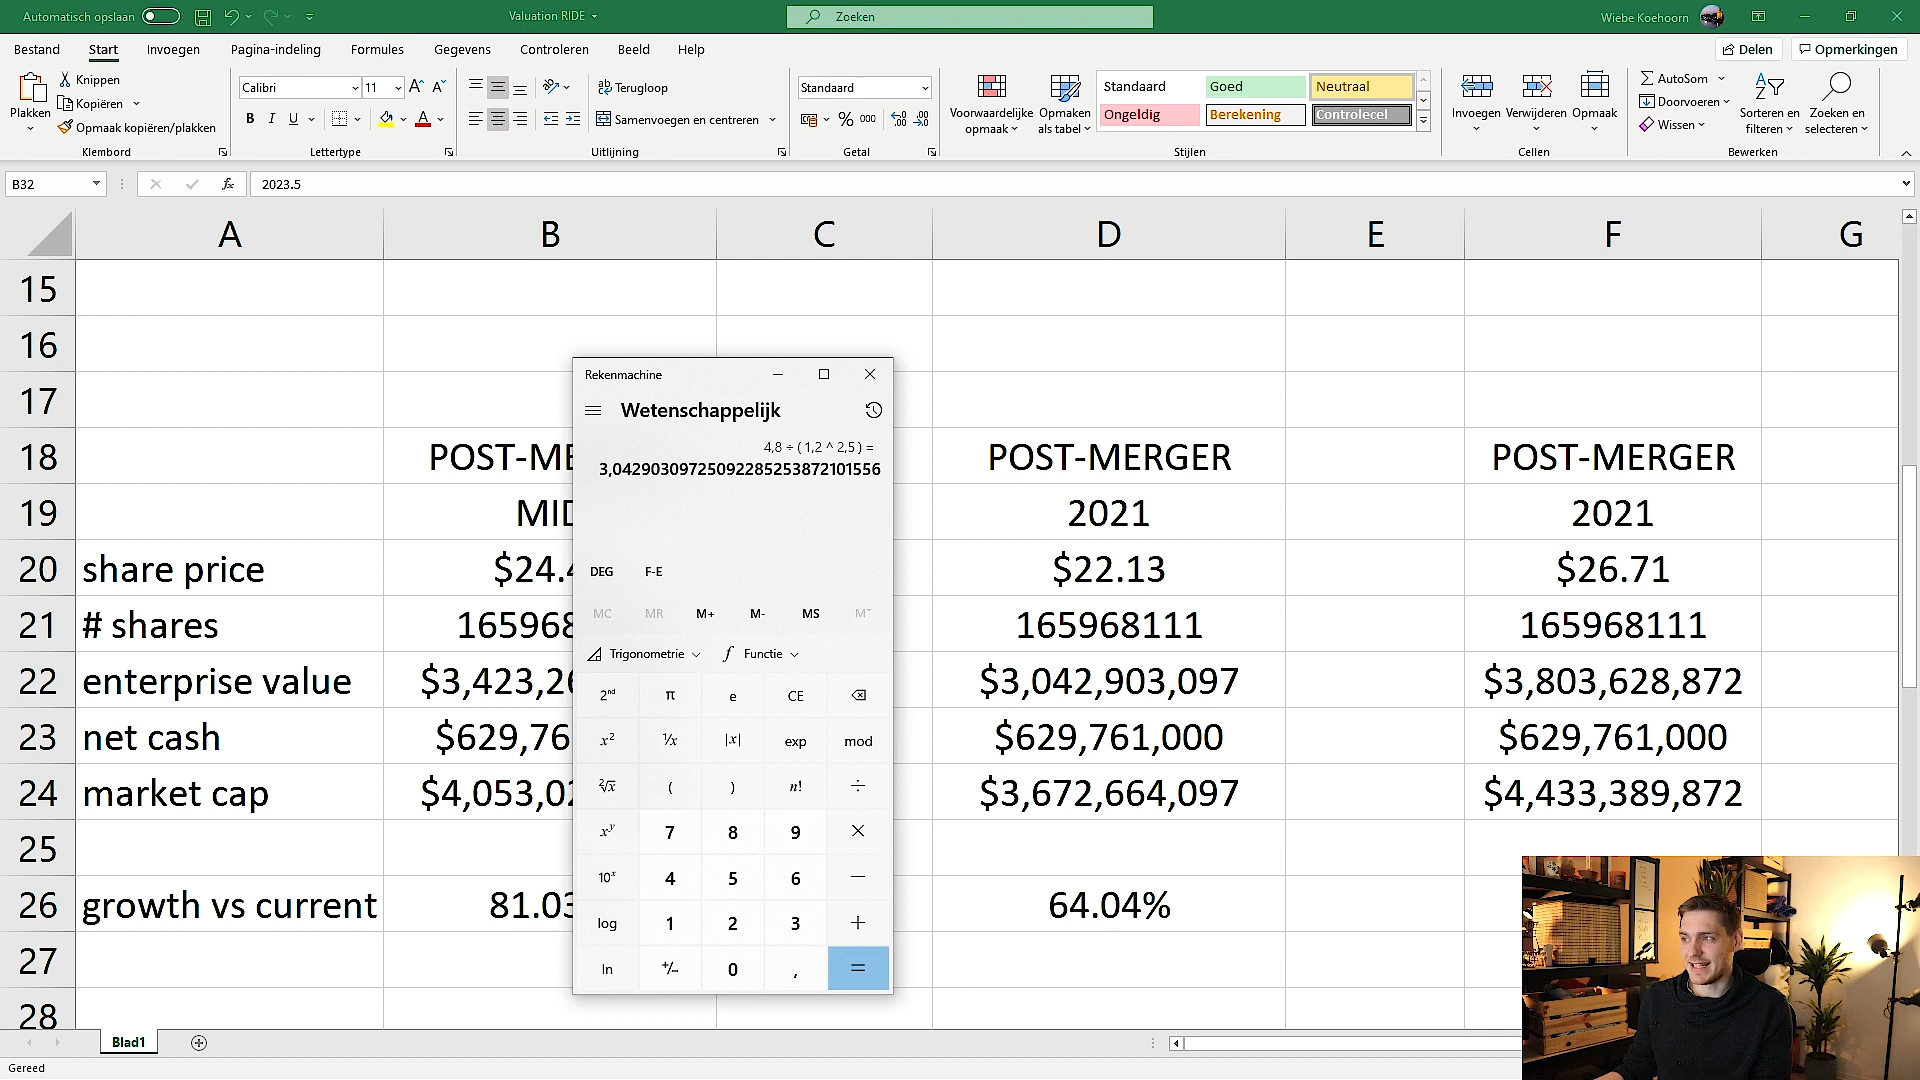 Automatisch opslaan
Valuation RIDE
Zoeken
Wiebe Koehoorn
Bestand Start Invoegen Pagina-indeling Formules Gegevens Controleren Beeld Help
Delen Opmerkingen
Plakken
Knippen
Kopiëren
Opmaak kopiëren/plakken
Klembord
Calibri 11
B I U
Lettertype
Terugloop
Samenvoegen en centreren
Uitlijning
Standaard
% 000
Getal
Voorwaardelijke opmaak
Opmaken als tabel
Standaard Goed Neutraal
Ongeldig Berekening Controlecel
Stijlen
Invoegen Verwijderen Opmaak
Cellen
AutoSom
Doorvoeren
Wissen
Sorteren en filteren
Zoeken en selecteren
Bewerken
B32 fx 2023.5
A B C D E F G
15
16
17
18 POST-ME POST-MERGER POST-MERGER
19 MID 2021 2021
20 share price $24.4 $22.13 $26.71
21 # shares 165968 165968111 165968111
22 enterprise value $3,423,26 $3,042,903,097 $3,803,628,872
23 net cash $629,76 $629,761,000 $629,761,000
24 market cap $4,053,02 $3,672,664,097 $4,433,389,872
25
26 growth vs current 81.03 64.04%
27
28
Rekenmachine
Wetenschappelijk
4,8 ÷ ( 1,2 ^ 2,5 ) =
3,0429030972509228525387210155​6
DEG F-E
MC MR M+ M- MS M˅
Trigonometrie Functie
2nd π e CE
x² ¹/x |x| exp mod
²√x ( ) n! ÷
xʸ 7 8 9 ×
10ˣ 4 5 6 −
log 1 2 3 +
ln +/− 0 , =
Blad1
Gereed